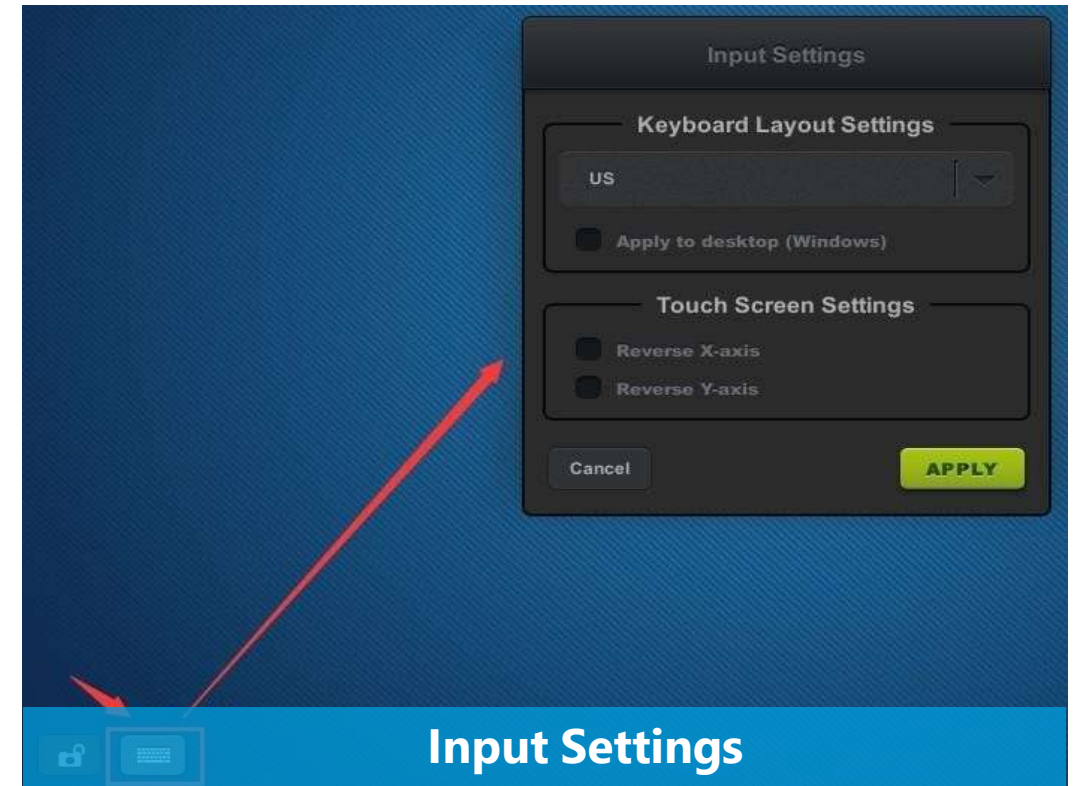 Input Settings
Keyboard Layout Settings
US
Apply to desktop (Windows)
Touch Screen Settings
Reverse X-axis
Reverse Y-axis
Cancel
APPLY
Input Settings